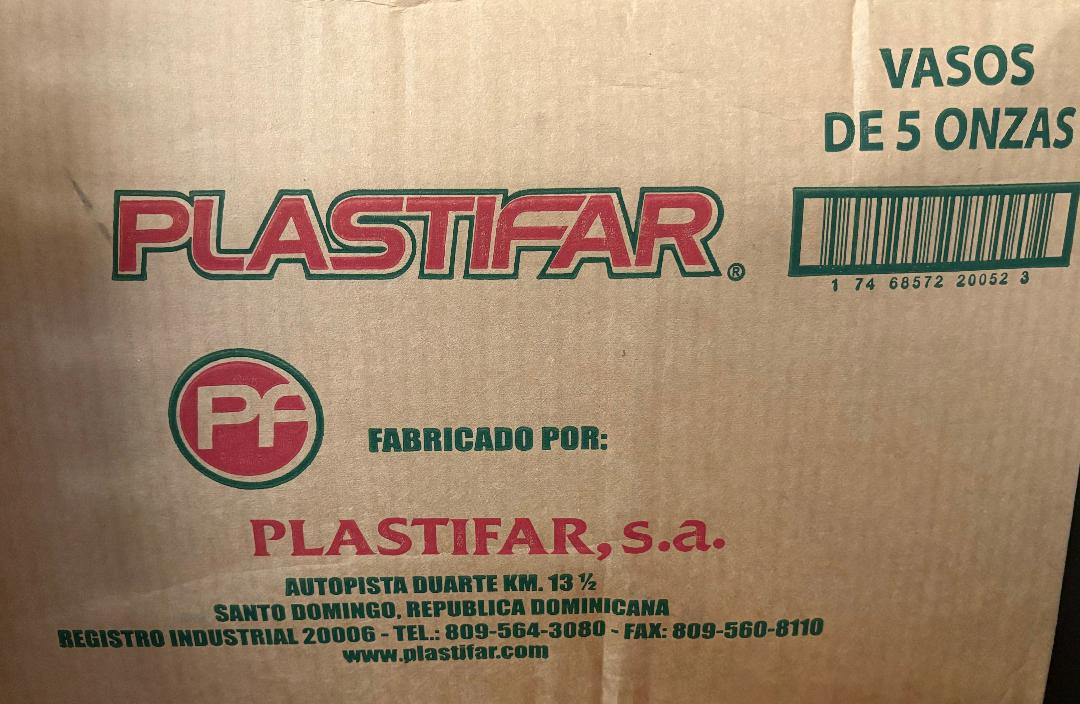 VASOS
DE 5 ONZAS
PLASTIFAR®
1 74 68572 20052 3
Pf
FABRICADO POR:
PLASTIFAR, s.a.
AUTOPISTA DUARTE KM. 13 ½
SANTO DOMINGO, REPUBLICA DOMINICANA
REGISTRO INDUSTRIAL 20006 - TEL.: 809-564-3080 - FAX: 809-560-8110
www.plastifar.com